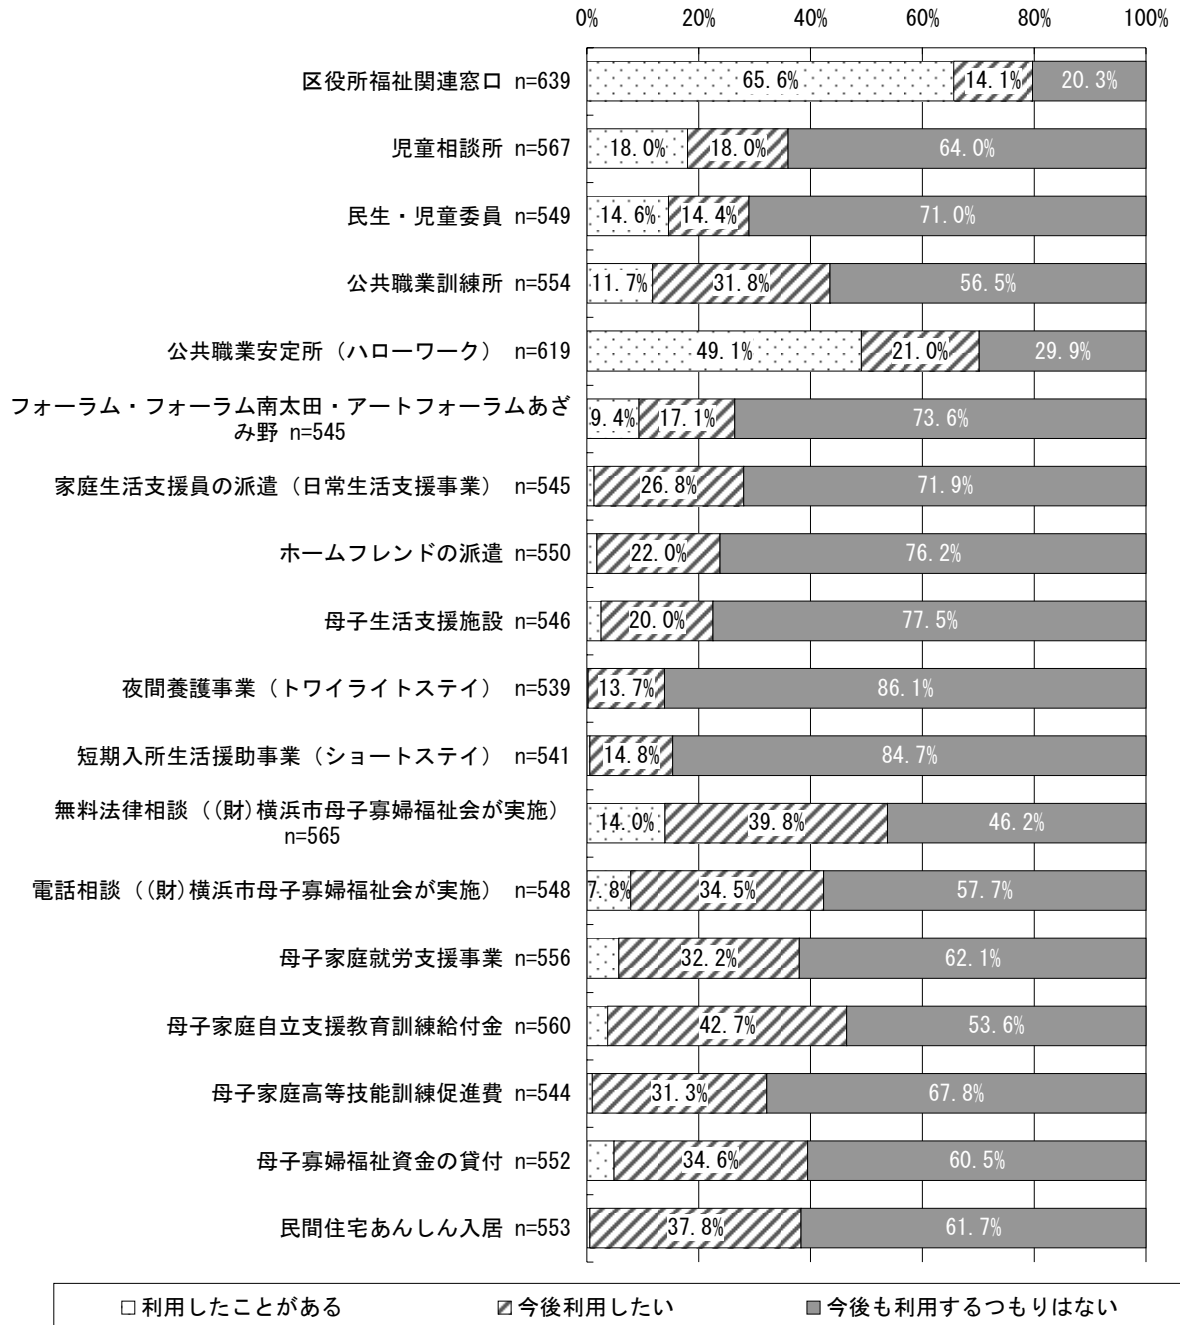 0% 20% 40% 60% 80% 100%
区役所福祉関連窓口 n=639 65.6% 14.1% 20.3%
児童相談所 n=567 18.0% 18.0% 64.0%
民生・児童委員 n=549 14.6% 14.4% 71.0%
公共職業訓練所 n=554 11.7% 31.8% 56.5%
公共職業安定所（ハローワーク） n=619 49.1% 21.0% 29.9%
フォーラム・フォーラム南太田・アートフォーラムあざ
み野 n=545 9.4% 17.1% 73.6%
家庭生活支援員の派遣（日常生活支援事業） n=545 26.8% 71.9%
ホームフレンドの派遣 n=550 22.0% 76.2%
母子生活支援施設 n=546 20.0% 77.5%
夜間養護事業（トワイライトステイ） n=539 13.7% 86.1%
短期入所生活援助事業（ショートステイ） n=541 14.8% 84.7%
無料法律相談（(財)横浜市母子寡婦福祉会が実施）
n=565 14.0% 39.8% 46.2%
電話相談（(財)横浜市母子寡婦福祉会が実施） n=548 7.8% 34.5% 57.7%
母子家庭就労支援事業 n=556 32.2% 62.1%
母子家庭自立支援教育訓練給付金 n=560 42.7% 53.6%
母子家庭高等技能訓練促進費 n=544 31.3% 67.8%
母子寡婦福祉資金の貸付 n=552 34.6% 60.5%
民間住宅あんしん入居 n=553 37.8% 61.7%
利用したことがある 今後利用したい 今後も利用するつもりはない